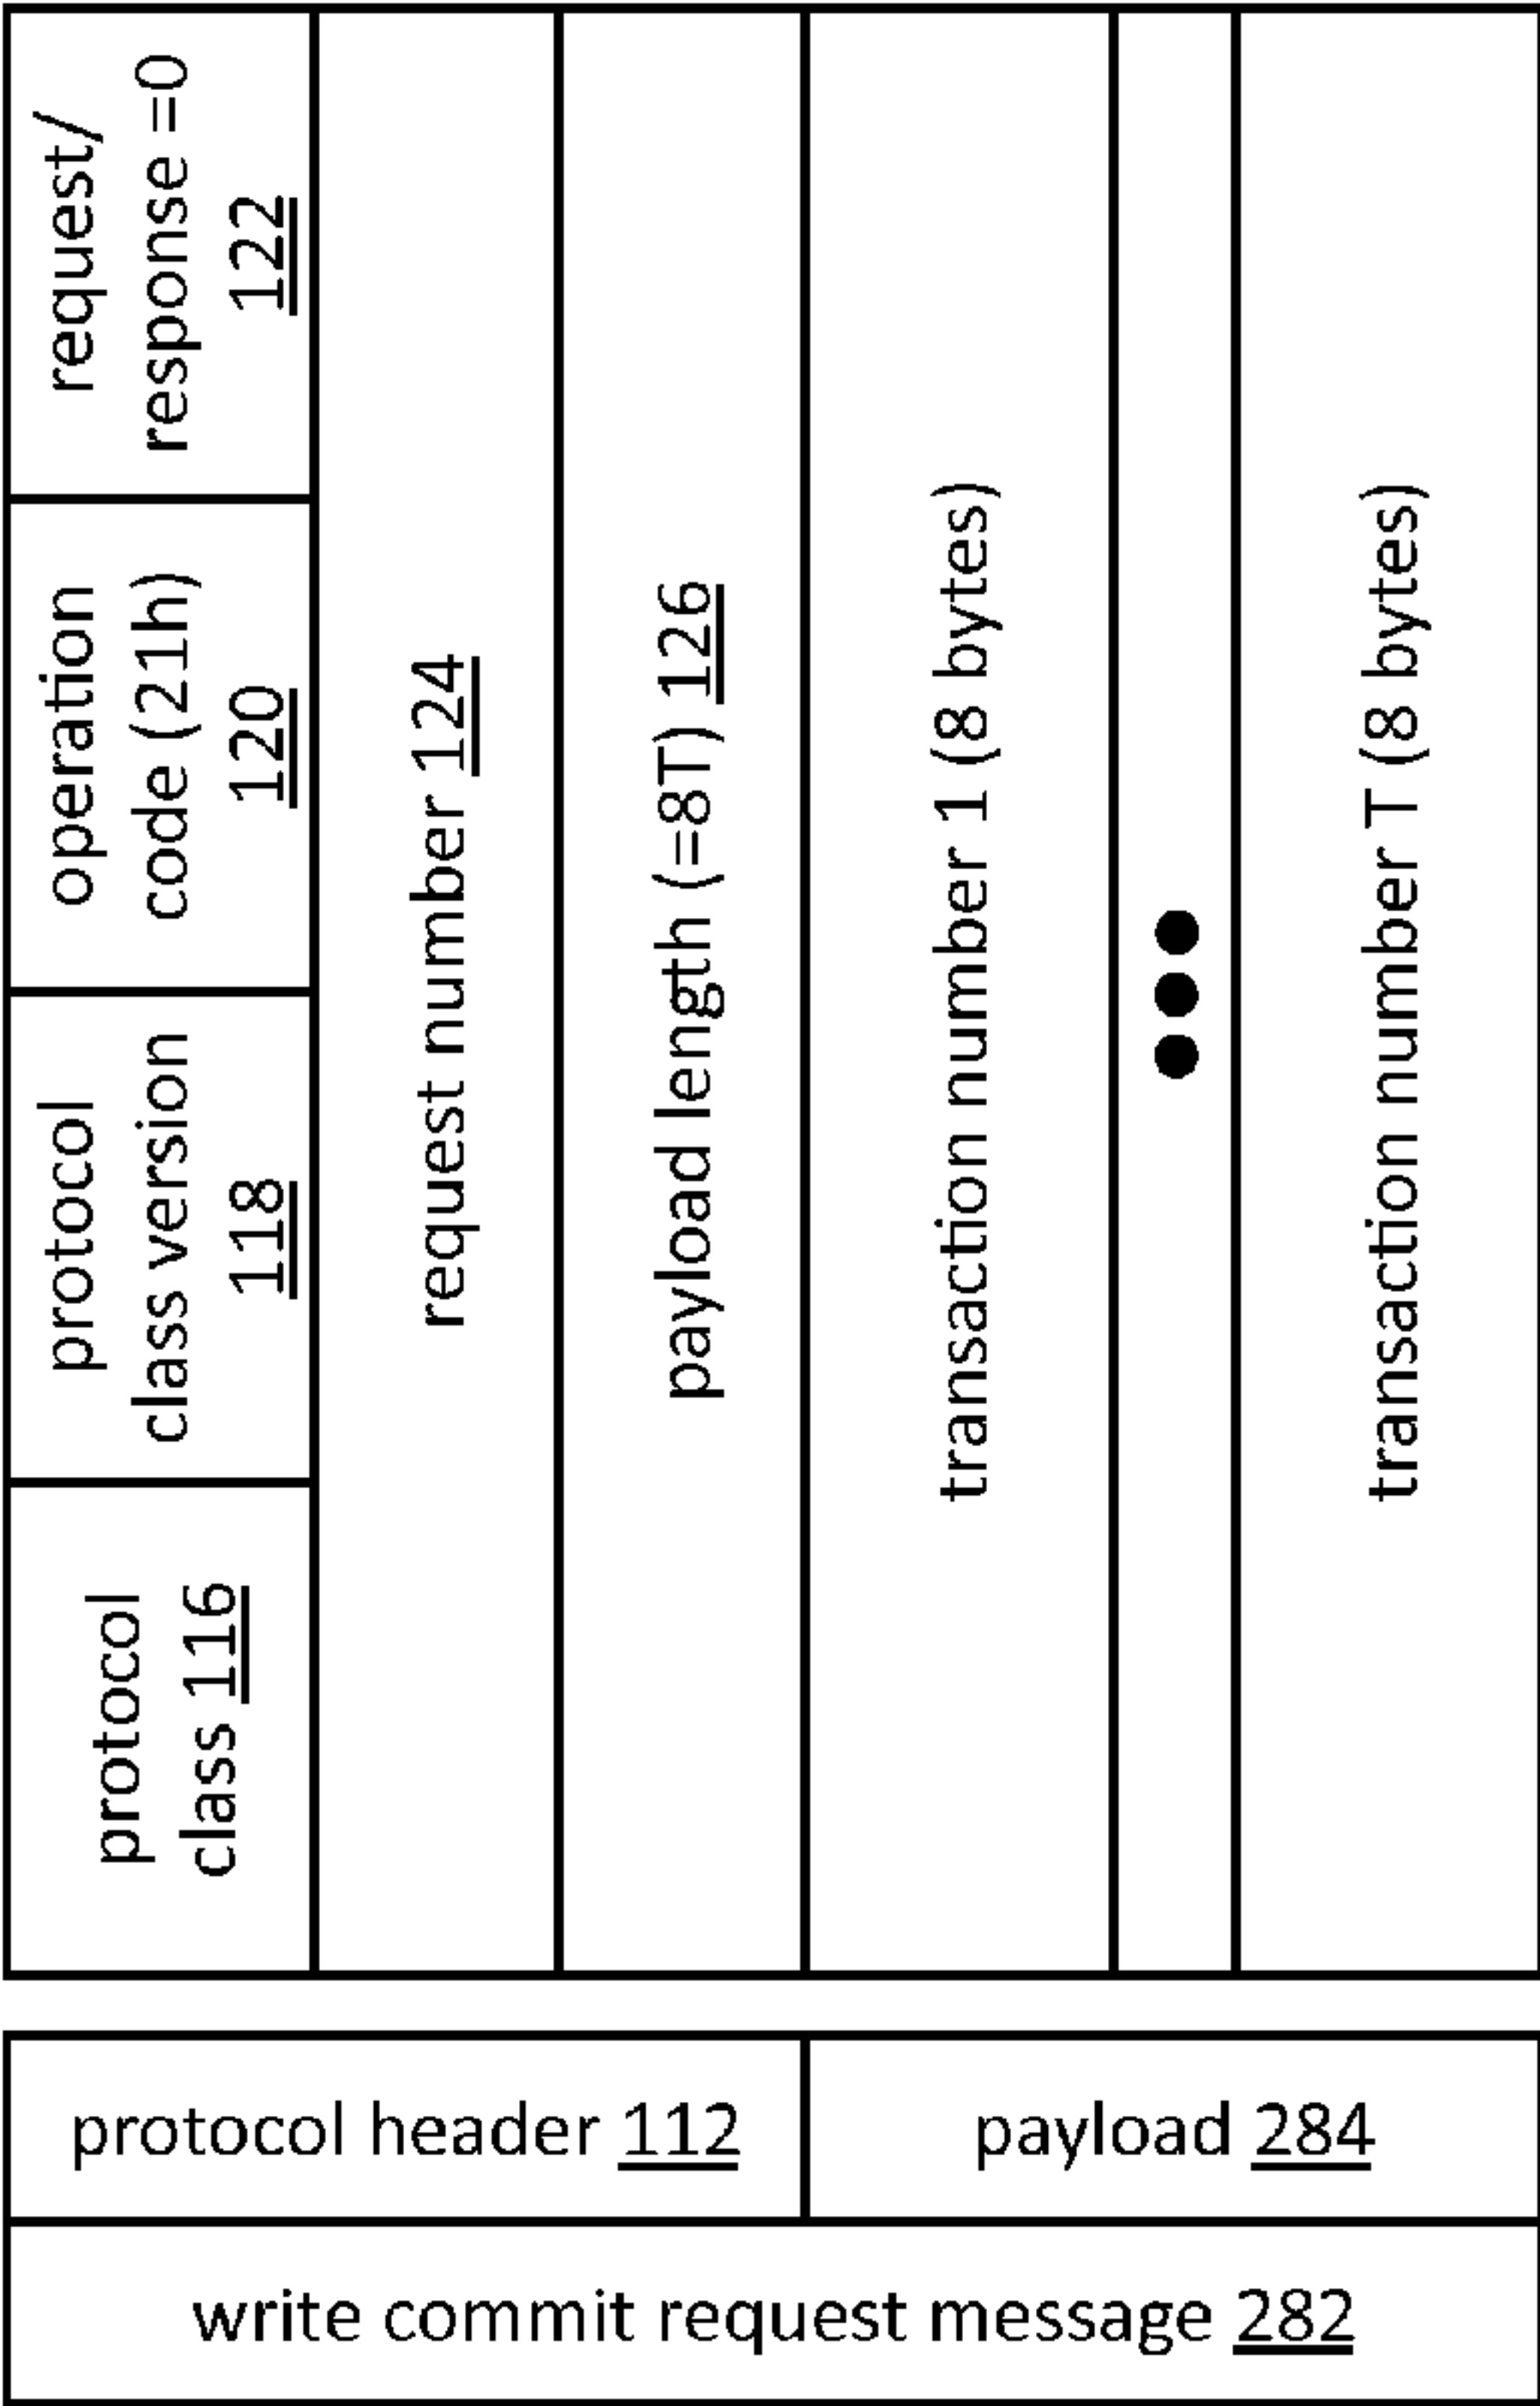 write commit request message 282
protocol header 112
payload 284
protocol
class 116
protocol
class version
118
operation
code (21h)
120
request/
response =0
122
request number 124
payload length (=8T) 126
transaction number 1 (8 bytes)
transaction number T (8 bytes)